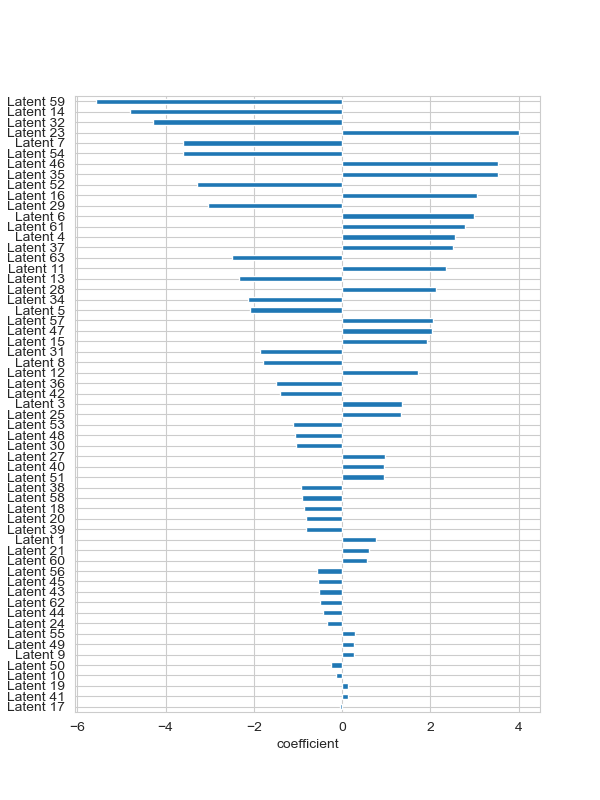 Latent 59
Latent 14
Latent 32
Latent 23
Latent 7
Latent 54
Latent 46
Latent 35
Latent 52
Latent 16
Latent 29
Latent 6
Latent 61
Latent 4
Latent 37
Latent 63
Latent 11
Latent 13
Latent 28
Latent 34
Latent 5
Latent 57
Latent 47
Latent 15
Latent 31
Latent 8
Latent 12
Latent 36
Latent 42
Latent 3
Latent 25
Latent 53
Latent 48
Latent 30
Latent 27
Latent 40
Latent 51
Latent 38
Latent 58
Latent 18
Latent 20
Latent 39
Latent 1
Latent 21
Latent 60
Latent 56
Latent 45
Latent 43
Latent 62
Latent 44
Latent 24
Latent 55
Latent 49
Latent 9
Latent 50
Latent 10
Latent 19
Latent 41
Latent 17
−6 −4 −2 0 2 4
coefficient